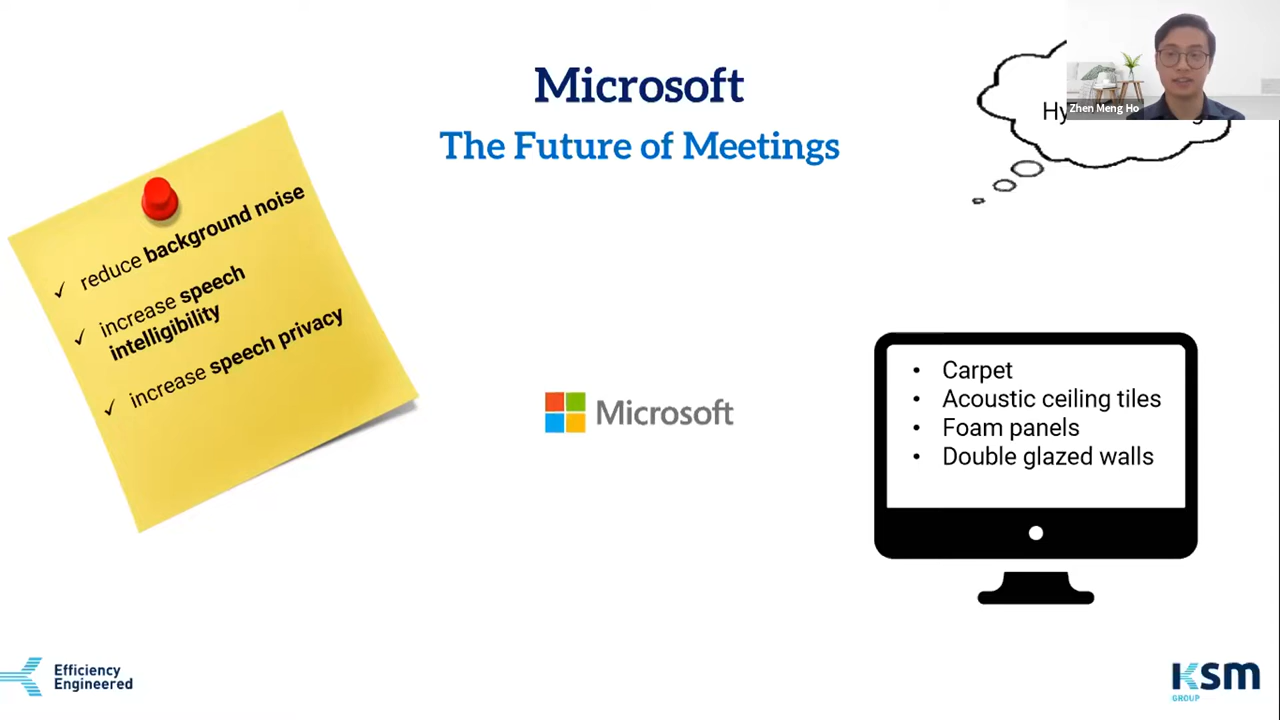 Microsoft
The Future of Meetings
Zhen Meng Ho
✓ reduce background noise
✓ increase speech
intelligibility
✓ increase speech privacy
Microsoft
• Carpet
• Acoustic ceiling tiles
• Foam panels
• Double glazed walls
Efficiency
Engineered
KSM
GROUP